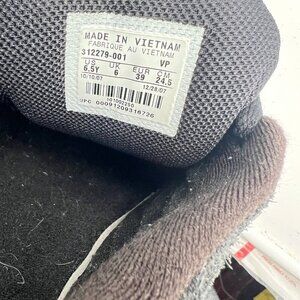 MADE IN VIETNAM
FABRIQUE AU VIETNAM
312279-001 VP
US UK EUR CM
6.5Y 6 39 24.5
10/10/07 12/28/07
UPC 00091209318726